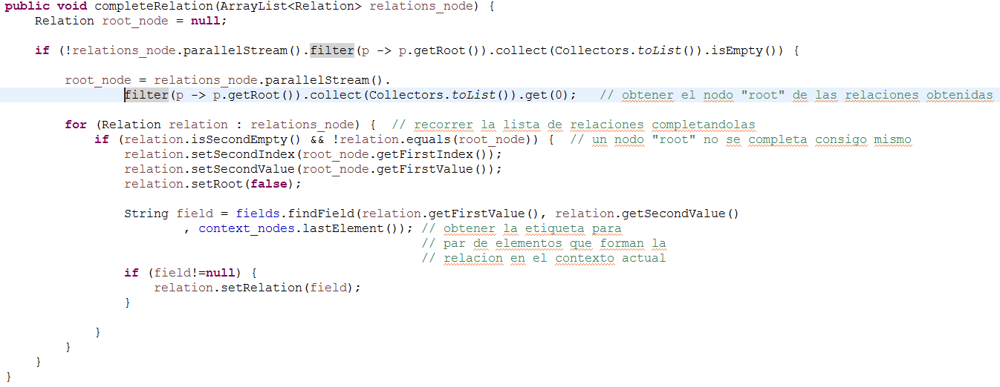 public void completeRelation(ArrayList<Relation> relations_node) {
    Relation root_node = null;

    if (!relations_node.parallelStream().filter(p -> p.getRoot()).collect(Collectors.toList()).isEmpty()) {

        root_node = relations_node.parallelStream().
                filter(p -> p.getRoot()).collect(Collectors.toList()).get(0);   // obtener el nodo "root" de las relaciones obtenidas

        for (Relation relation : relations_node) {  // recorrer la lista de relaciones completandolas
            if (relation.isSecondEmpty() && !relation.equals(root_node)) {  // un nodo "root" no se completa consigo mismo
                relation.setSecondIndex(root_node.getFirstIndex());
                relation.setSecondValue(root_node.getFirstValue());
                relation.setRoot(false);

                String field = fields.findField(relation.getFirstValue(), relation.getSecondValue()
                        , context_nodes.lastElement()); // obtener la etiqueta para
                                                        // par de elementos que forman la
                                                        // relacion en el contexto actual
                if (field!=null) {
                    relation.setRelation(field);
                }

            }
        }
    }
}